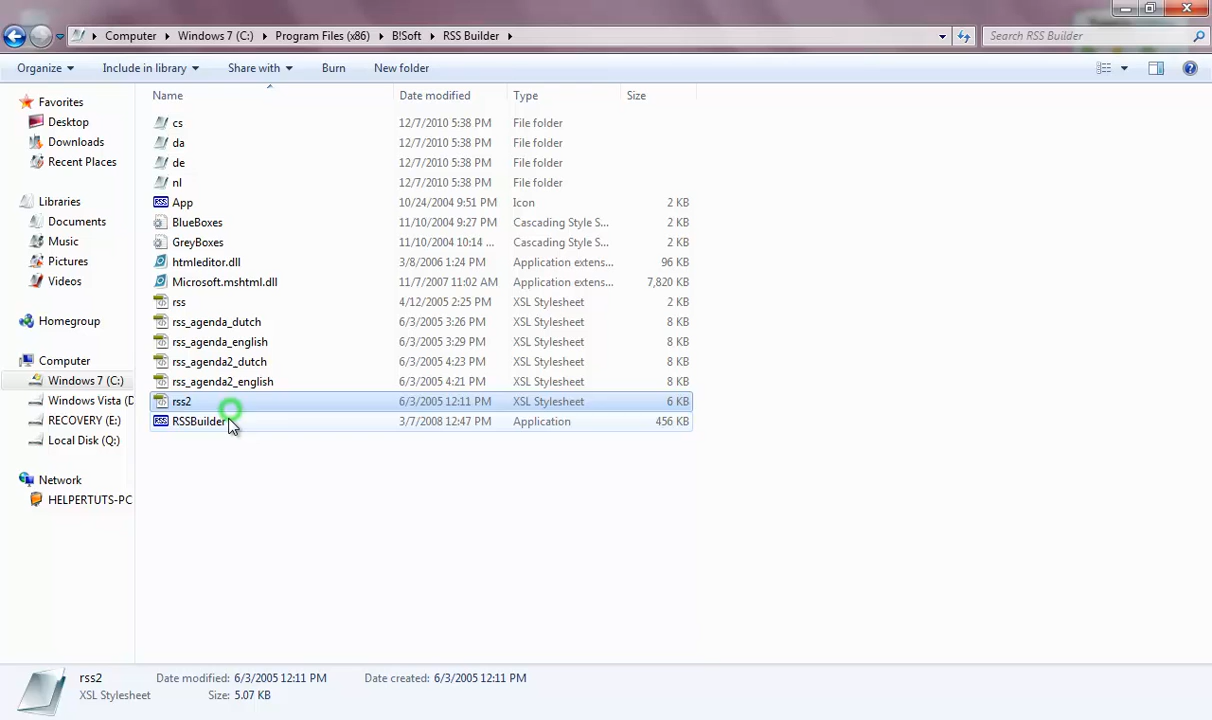 Computer Windows 7 (C:) Program Files (x86) B!Soft RSS Builder Search RSS Builder
Organize Include in library Share with Burn New folder
Name Date modified Type Size
Favorites
Desktop
Downloads
Recent Places
Libraries
Documents
Music
Pictures
Videos
Homegroup
Computer
Windows 7 (C:)
Windows Vista (D
RECOVERY (E:)
Local Disk (Q:)
Network
HELPERTUTS-PC
cs 12/7/2010 5:38 PM File folder
da 12/7/2010 5:38 PM File folder
de 12/7/2010 5:38 PM File folder
nl 12/7/2010 5:38 PM File folder
App 10/24/2004 9:51 PM Icon 2 KB
BlueBoxes 11/10/2004 9:27 PM Cascading Style S... 2 KB
GreyBoxes 11/10/2004 10:14 ... Cascading Style S... 2 KB
htmleditor.dll 3/8/2006 1:24 PM Application extens... 96 KB
Microsoft.mshtml.dll 11/7/2007 11:02 AM Application extens... 7,820 KB
rss 4/12/2005 2:25 PM XSL Stylesheet 2 KB
rss_agenda_dutch 6/3/2005 3:26 PM XSL Stylesheet 8 KB
rss_agenda_english 6/3/2005 3:29 PM XSL Stylesheet 8 KB
rss_agenda2_dutch 6/3/2005 4:23 PM XSL Stylesheet 8 KB
rss_agenda2_english 6/3/2005 4:21 PM XSL Stylesheet 8 KB
rss2 6/3/2005 12:11 PM XSL Stylesheet 6 KB
RSSBuilder 3/7/2008 12:47 PM Application 456 KB
rss2 Date modified: 6/3/2005 12:11 PM Date created: 6/3/2005 12:11 PM
XSL Stylesheet Size: 5.07 KB